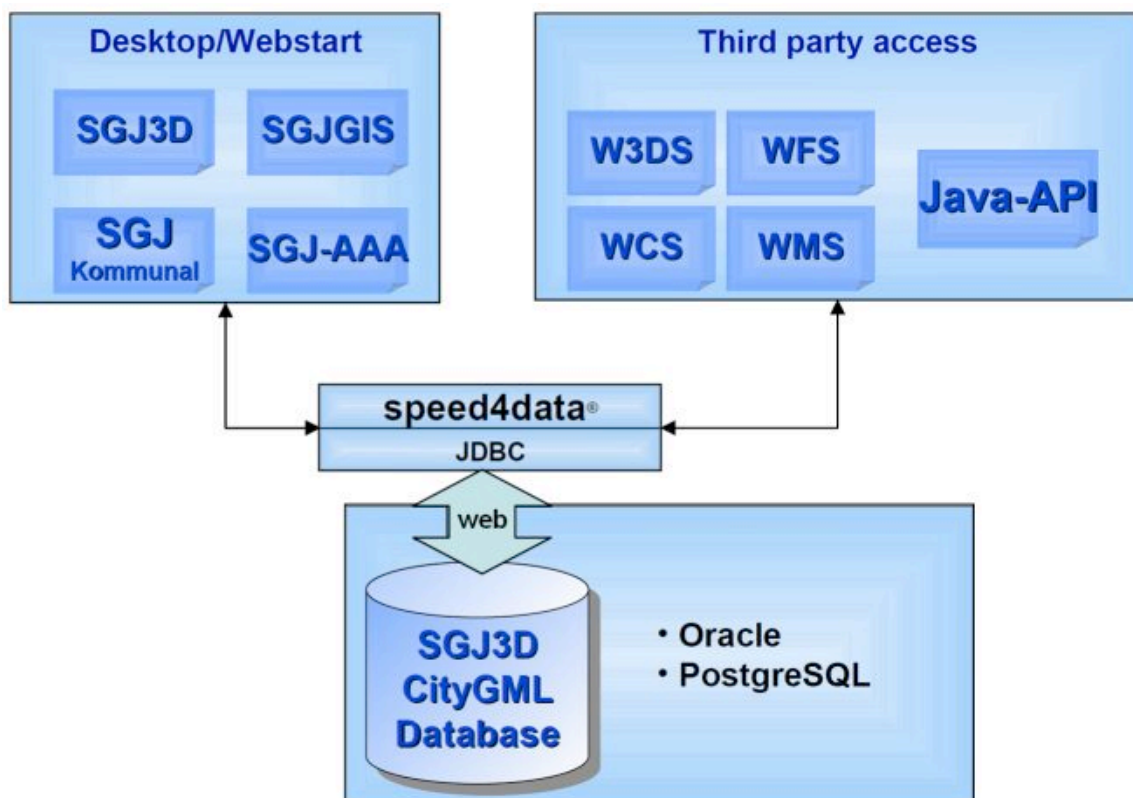 Desktop/Webstart
SGJ3D
SGJGIS
SGJ
Kommunal
SGJ-AAA
Third party access
W3DS
WFS
WCS
WMS
Java-API
speed4data®
JDBC
web
SGJ3D
CityGML
Database
• Oracle
• PostgreSQL